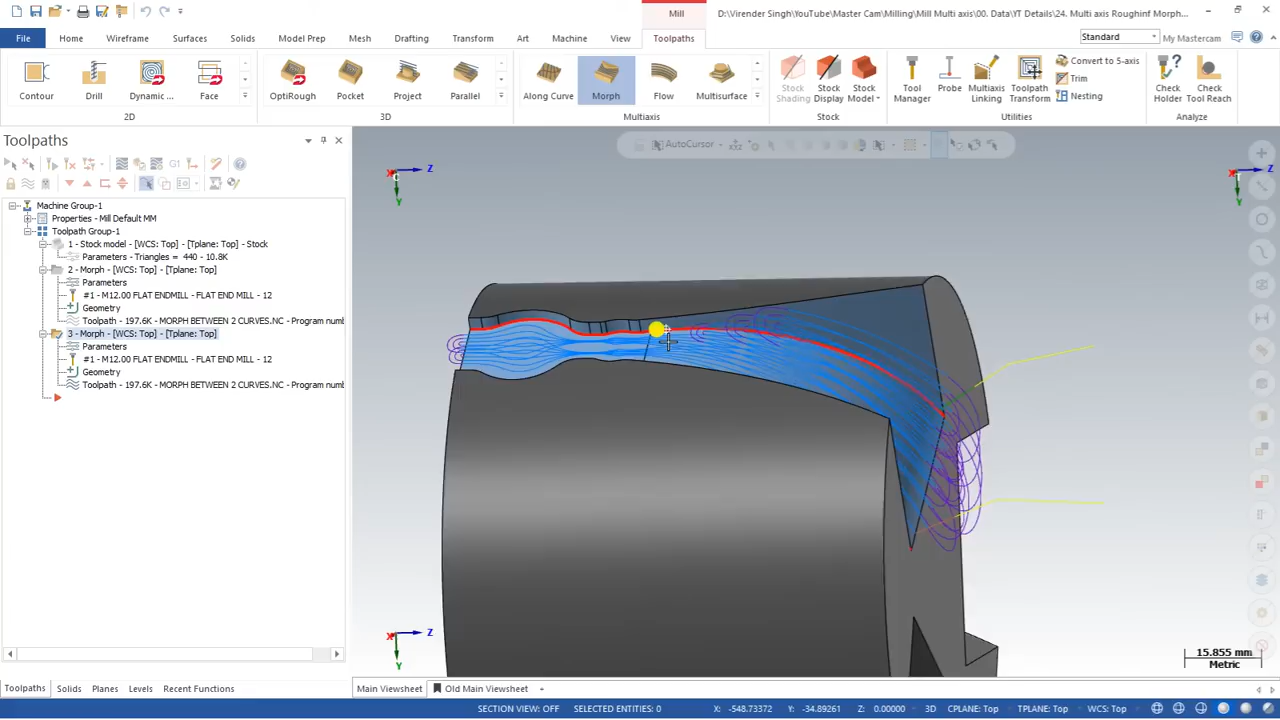 Mill
D:\Virender Singh\YouTube\Master Cam\Milling\Mill Multi axis\00. Data\YT Details\24. Multi axis Roughinf Morph...
File Home Wireframe Surfaces Solids Model Prep Mesh Drafting Transform Art Machine View Toolpaths
Standard My Mastercam
Contour Drill Dynamic ... Face
2D
OptiRough Pocket Project Parallel
3D
Along Curve Morph Flow Multisurface
Multiaxis
Stock Shading Stock Display Stock Model
Stock
Tool Manager Probe Multiaxis Linking Toolpath Transform
Convert to 5-axis
Trim
Nesting
Utilities
Check Holder Check Tool Reach
Analyze
Toolpaths
G1
AutoCursor
Machine Group-1
Properties - Mill Default MM
Toolpath Group-1
1 - Stock model - [WCS: Top] - [Tplane: Top] - Stock
Parameters - Triangles = 440 - 10.8K
2 - Morph - [WCS: Top] - [Tplane: Top]
Parameters
#1 - M12.00 FLAT ENDMILL - FLAT END MILL - 12
Geometry
Toolpath - 197.6K - MORPH BETWEEN 2 CURVES.NC - Program numb
3 - Morph - [WCS: Top] - [Tplane: Top]
Parameters
#1 - M12.00 FLAT ENDMILL - FLAT END MILL - 12
Geometry
Toolpath - 197.6K - MORPH BETWEEN 2 CURVES.NC - Program numb
X C Z
Y
X T Z
Y
X Z
Y
15.855 mm
Metric
Toolpaths Solids Planes Levels Recent Functions
Main Viewsheet Old Main Viewsheet +
SECTION VIEW: OFF SELECTED ENTITIES: 0 X: -548.73372 Y: -34.89261 Z: 0.00000 3D CPLANE: Top TPLANE: Top WCS: Top